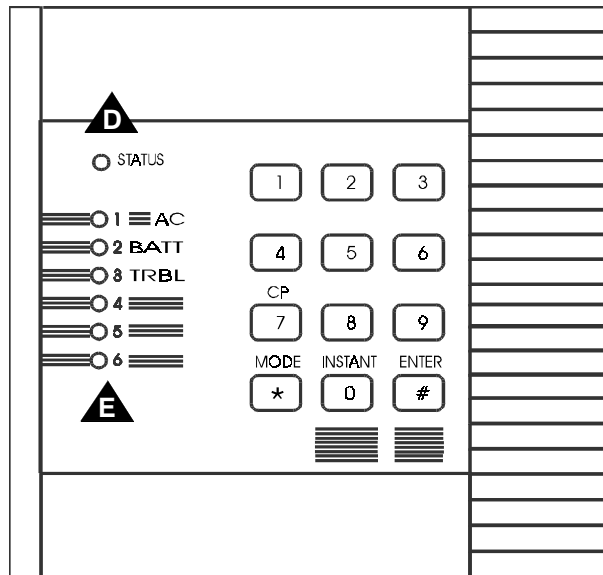 D
STATUS
1 2 3
1 AC
2 BATT
4 5 6
3 TRBL
CP
4
7 8 9
5
6
MODE INSTANT ENTER
* 0 #
E